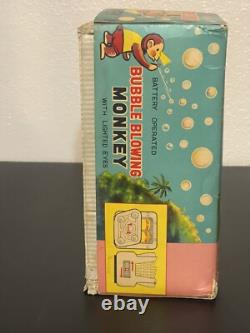 BATTERY OPERATED
BUBBLE BLOWING
MONKEY
WITH LIGHTED EYES